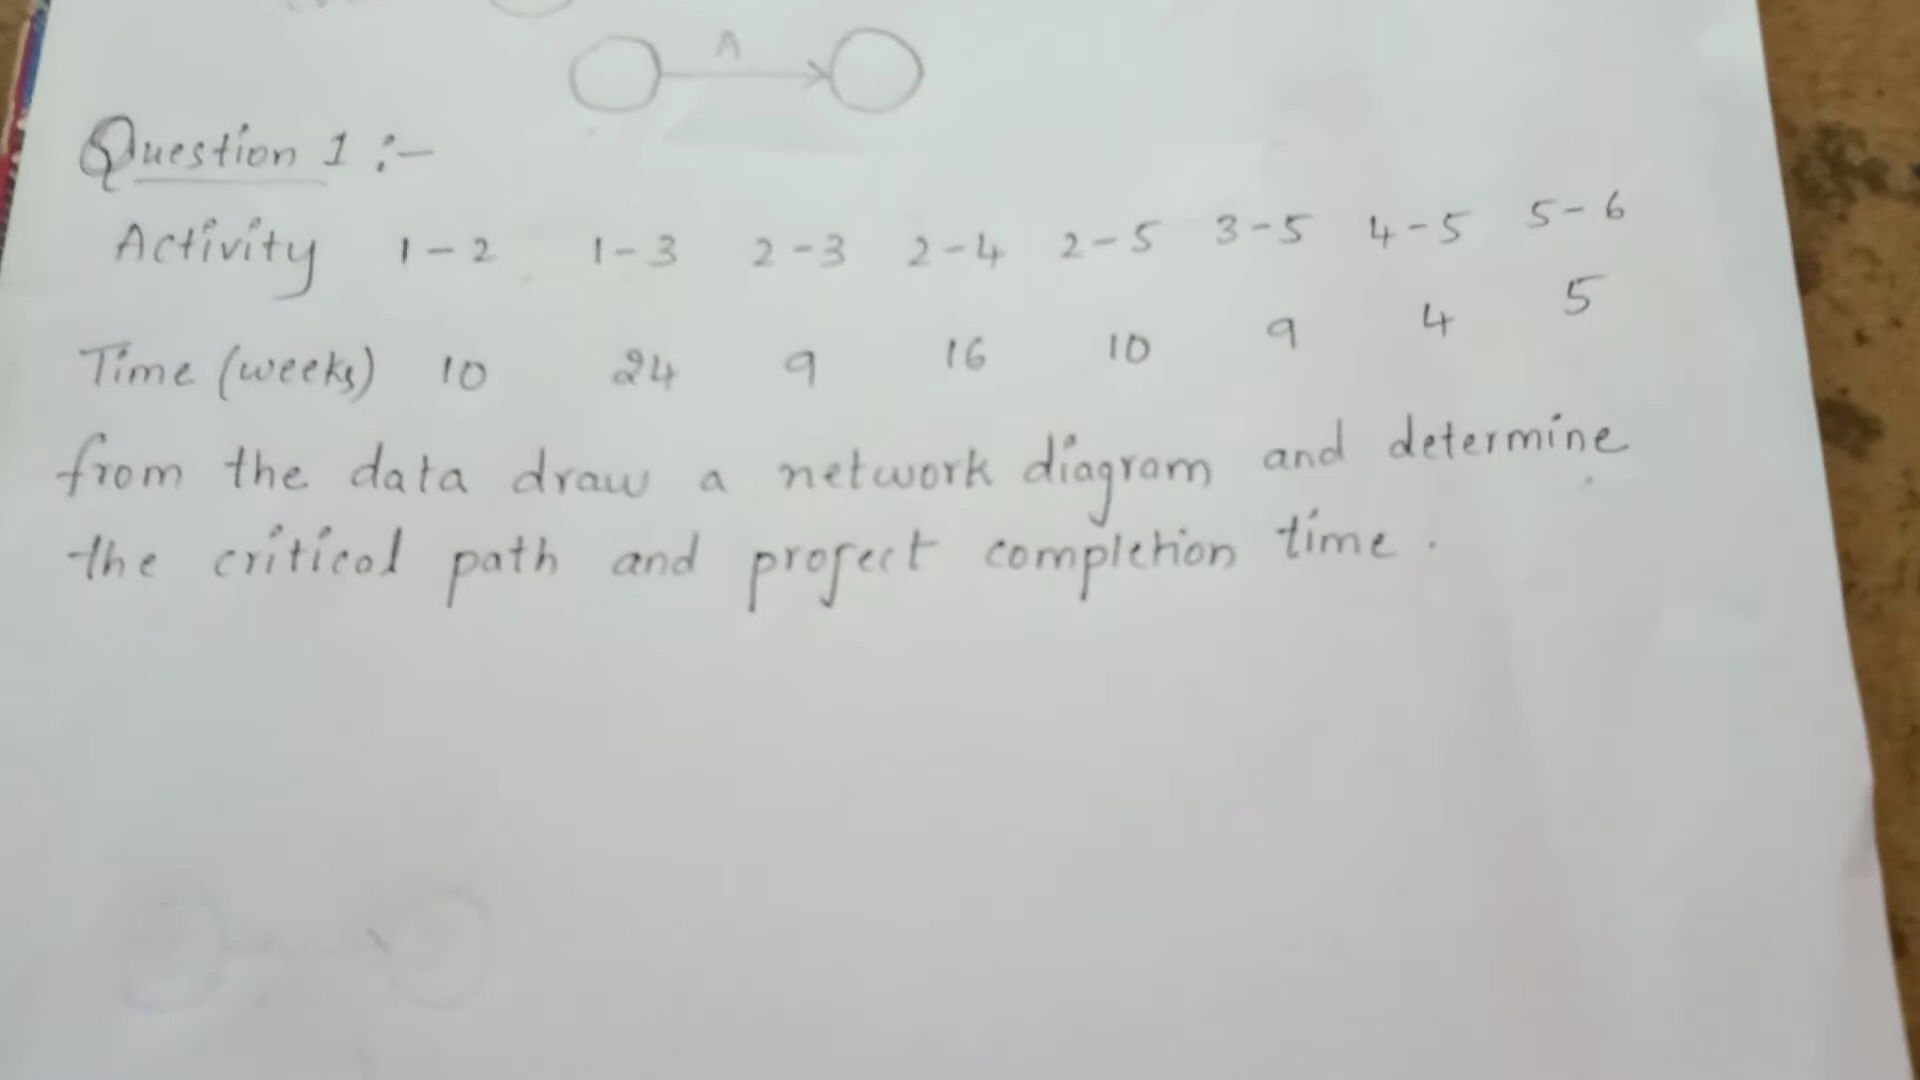 A
Question 1 :-
Activity 1-2 1-3 2-3 2-4 2-5 3-5 4-5 5-6
Time (weeks) 10 24 9 16 10 9 4 5
from the data draw a network diagram and determine
the critical path and project completion time.